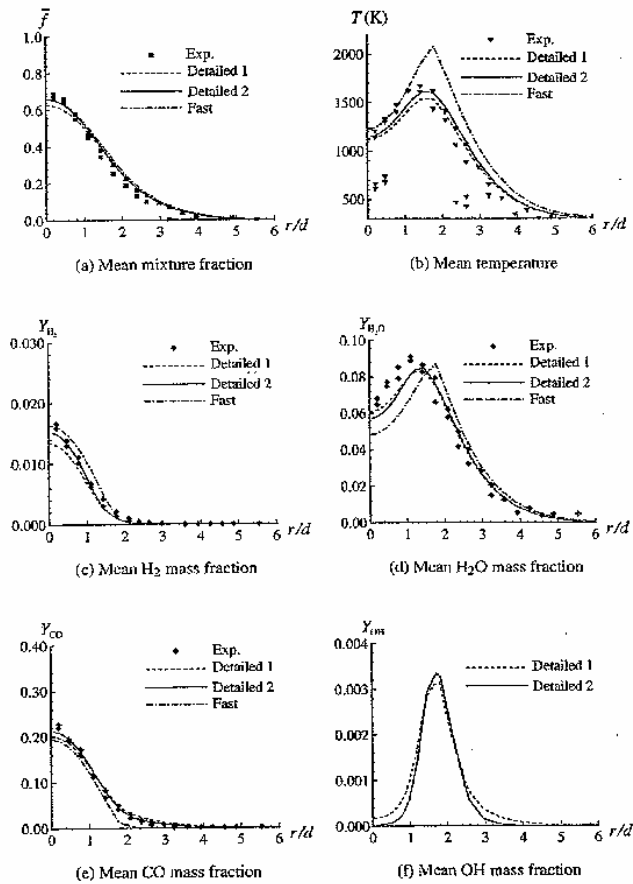 f̄
Exp.
Detailed 1
Detailed 2
Fast
1.0
0.8
0.6
0.4
0.2
0.0
0 1 2 3 4 5 6 r/d
(a) Mean mixture fraction
T(K)
Exp.
Detailed 1
Detailed 2
Fast
2000
1500
1000
500
0 1 2 3 4 5 6 r/d
(b) Mean temperature
Y_H₂
0.030
Exp.
Detailed 1
Detailed 2
Fast
0.020
0.010
0.000
0 1 2 3 4 5 6 r/d
(c) Mean H₂ mass fraction
Y_H₂O
0.10
Exp.
Detailed 1
Detailed 2
Fast
0.08
0.06
0.04
0.02
0.00
0 1 2 3 4 5 6 r/d
(d) Mean H₂O mass fraction
Y_CO
0.40
Exp.
Detailed 1
Detailed 2
Fast
0.30
0.20
0.10
0.00
0 1 2 3 4 5 6 r/d
(e) Mean CO mass fraction
Y_OH
0.004
Detailed 1
Detailed 2
0.003
0.002
0.001
0.000
0 1 2 3 4 5 6 r/d
(f) Mean OH mass fraction